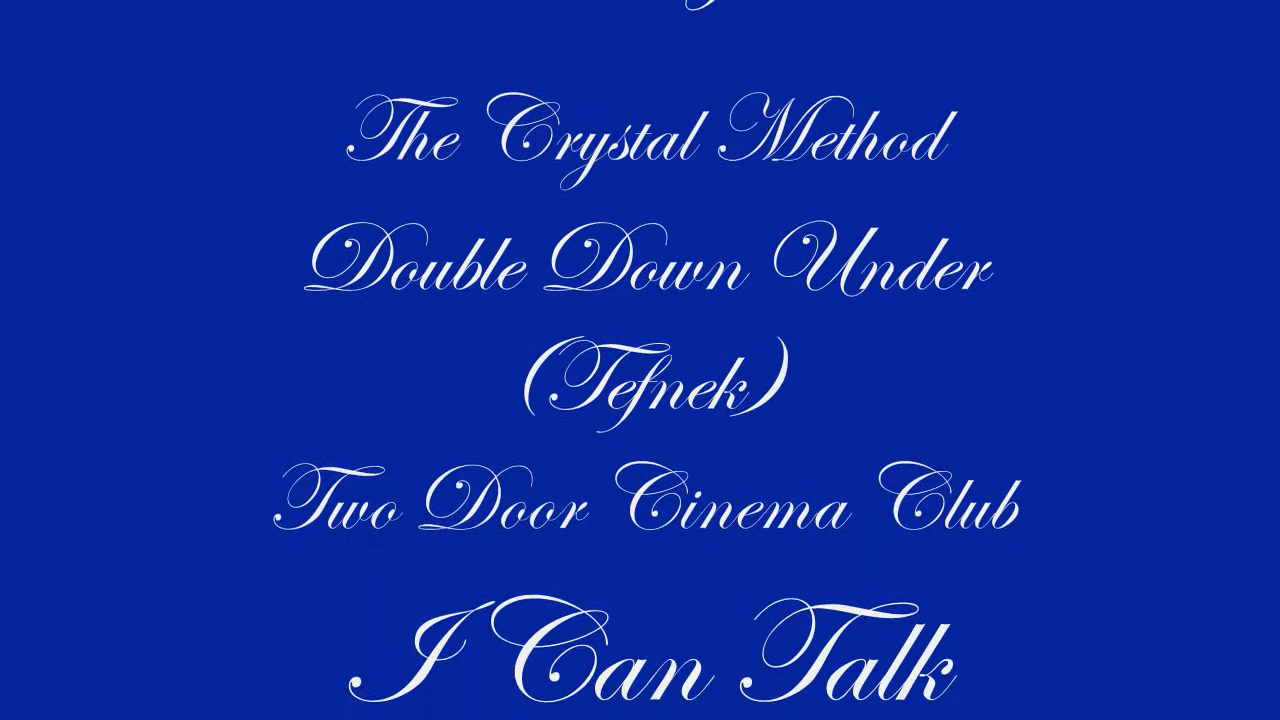 The Crystal Method
Double Down Under
(Tefnek)
Two Door Cinema Club
I Can Talk